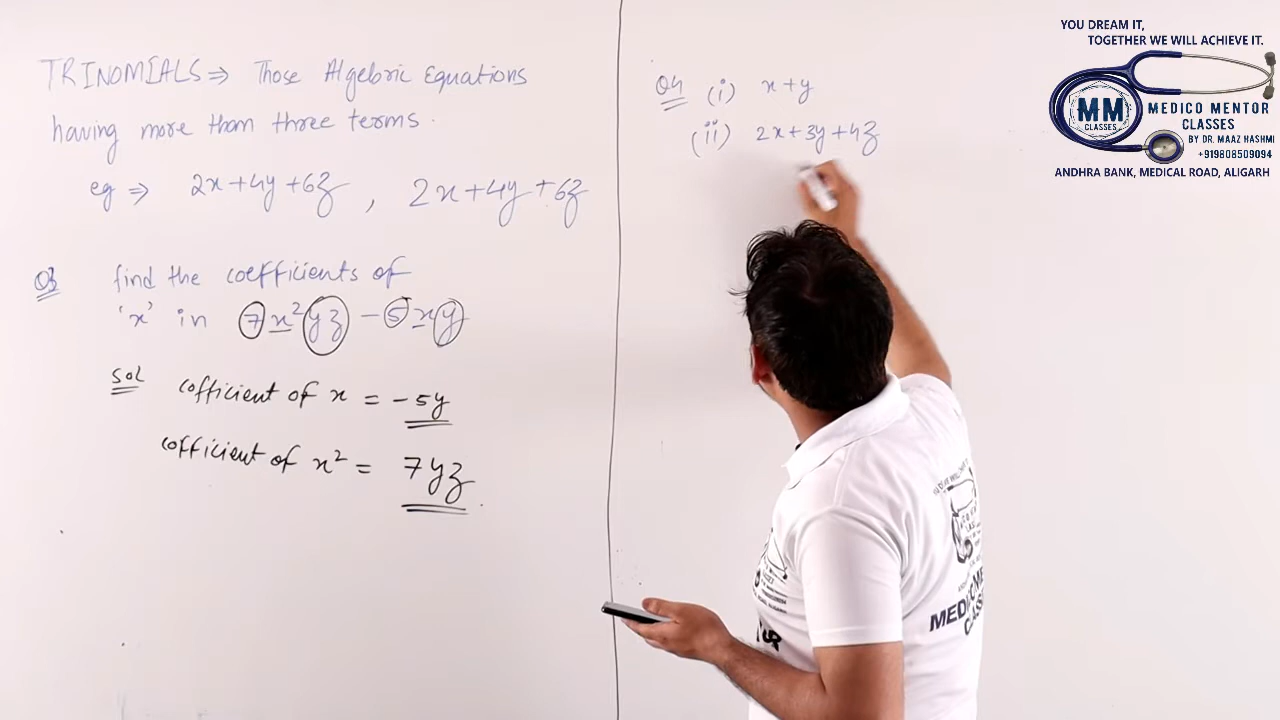 TRINOMIALS ⇒ Those Algebric Equations
having more than three terms.
eg ⇒ 2x+4y+6z , 2x+4y+6z
Q3 find the coefficients of
'x' in 7x²yz - 5xy
Sol cofficient of x = -5y
cofficient of x² = 7yz.
Q4 (i) x+y
(ii) 2x+3y+4z
YOU DREAM IT,
TOGETHER WE WILL ACHIEVE IT.
MM
CLASSES
MEDICO MENTOR
CLASSES
BY DR. MAAZ HASHMI
+919808509094
ANDHRA BANK, MEDICAL ROAD, ALIGARH